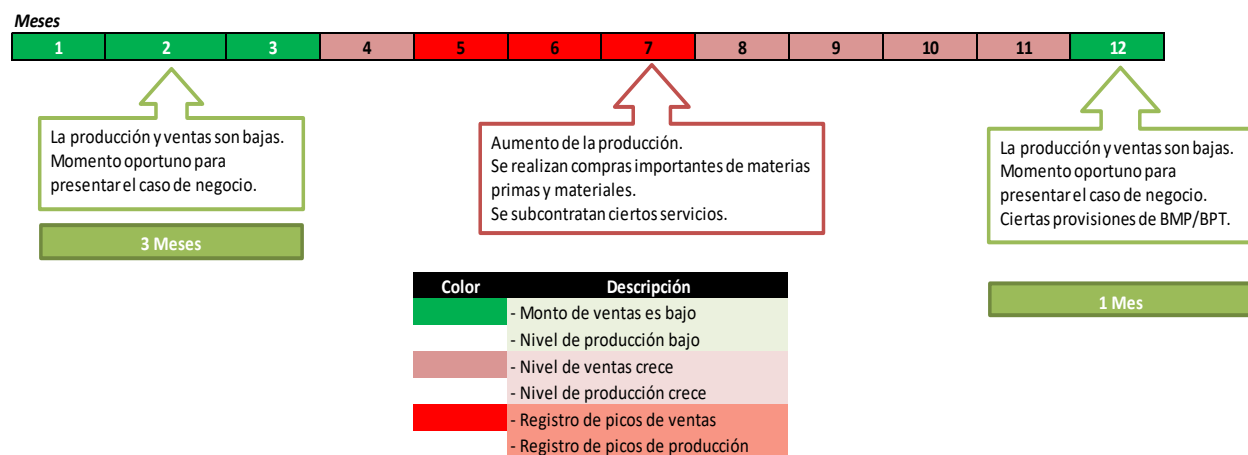 Meses
1 2 3 4 5 6 7 8 9 10 11 12
La producción y ventas son bajas.
Momento oportuno para
presentar el caso de negocio.
3 Meses
Aumento de la producción.
Se realizan compras importantes de materias
primas y materiales.
Se subcontratan ciertos servicios.
La producción y ventas son bajas.
Momento oportuno para
presentar el caso de negocio.
Ciertas provisiones de BMP/BPT.
1 Mes
Color Descripción
- Monto de ventas es bajo
- Nivel de producción bajo
- Nivel de ventas crece
- Nivel de producción crece
- Registro de picos de ventas
- Registro de picos de producción